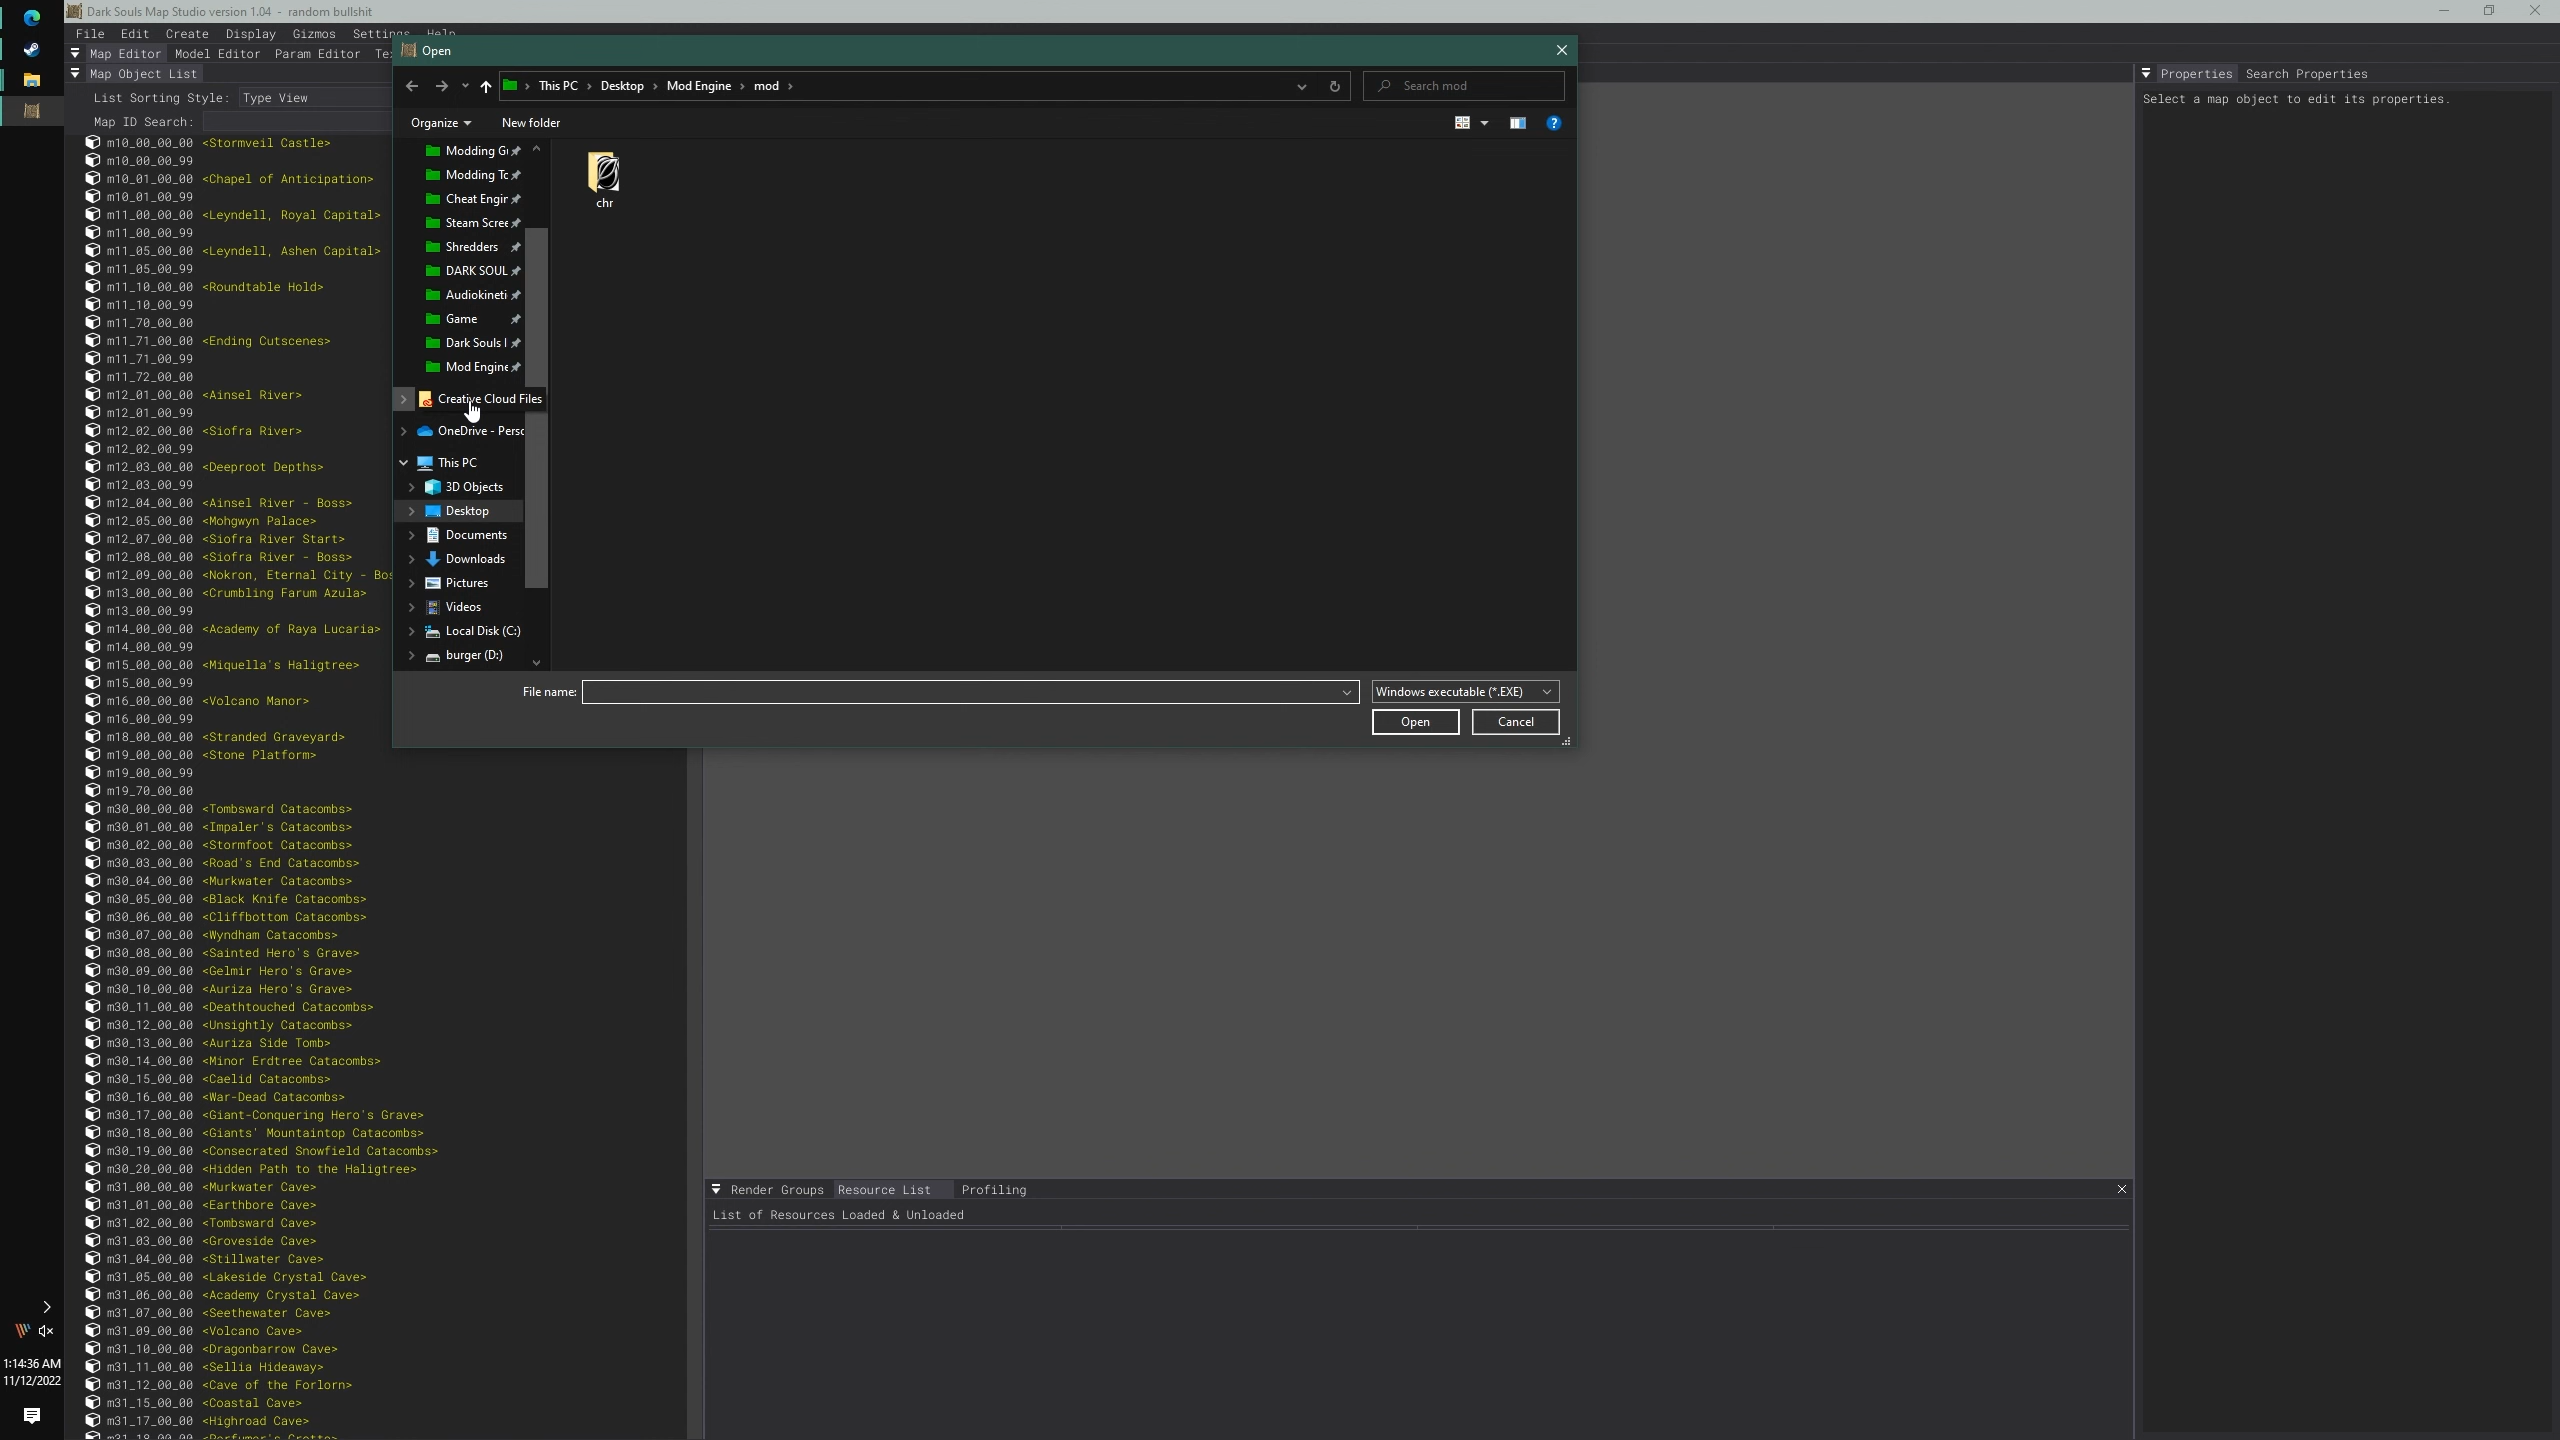 Dark Souls Map Studio version 1.04 - random bullshit
File Edit Create Display Gizmos Settings Help
Map Editor Model Editor Param Editor
Map Object List
List Sorting Style: Type View
Map ID Search:
m10_00_00_00 <Stormveil Castle>
m10_00_00_99
m10_01_00_00 <Chapel of Anticipation>
m10_01_00_99
m11_00_00_00 <Leyndell, Royal Capital>
m11_00_00_99
m11_05_00_00 <Leyndell, Ashen Capital>
m11_05_00_99
m11_10_00_00 <Roundtable Hold>
m11_10_00_99
m11_70_00_00
m11_71_00_00 <Ending Cutscenes>
m11_71_00_99
m11_72_00_00
m12_01_00_00 <Ainsel River>
m12_01_00_99
m12_02_00_00 <Siofra River>
m12_02_00_99
m12_03_00_00 <Deeproot Depths>
m12_03_00_99
m12_04_00_00 <Ainsel River - Boss>
m12_05_00_00 <Mohgwyn Palace>
m12_07_00_00 <Siofra River Start>
m12_08_00_00 <Siofra River - Boss>
m12_09_00_00 <Nokron, Eternal City - Bos
m13_00_00_00 <Crumbling Farum Azula>
m13_00_00_99
m14_00_00_00 <Academy of Raya Lucaria>
m14_00_00_99
m15_00_00_00 <Miquella's Haligtree>
m15_00_00_99
m16_00_00_00 <Volcano Manor>
m16_00_00_99
m18_00_00_00 <Stranded Graveyard>
m19_00_00_00 <Stone Platform>
m19_00_00_99
m19_70_00_00
m30_00_00_00 <Tombsward Catacombs>
m30_01_00_00 <Impaler's Catacombs>
m30_02_00_00 <Stormfoot Catacombs>
m30_03_00_00 <Road's End Catacombs>
m30_04_00_00 <Murkwater Catacombs>
m30_05_00_00 <Black Knife Catacombs>
m30_06_00_00 <Cliffbottom Catacombs>
m30_07_00_00 <Wyndham Catacombs>
m30_08_00_00 <Sainted Hero's Grave>
m30_09_00_00 <Gelmir Hero's Grave>
m30_10_00_00 <Auriza Hero's Grave>
m30_11_00_00 <Deathtouched Catacombs>
m30_12_00_00 <Unsightly Catacombs>
m30_13_00_00 <Auriza Side Tomb>
m30_14_00_00 <Minor Erdtree Catacombs>
m30_15_00_00 <Caelid Catacombs>
m30_16_00_00 <War-Dead Catacombs>
m30_17_00_00 <Giant-Conquering Hero's Grave>
m30_18_00_00 <Giants' Mountaintop Catacombs>
m30_19_00_00 <Consecrated Snowfield Catacombs>
m30_20_00_00 <Hidden Path to the Haligtree>
m31_00_00_00 <Murkwater Cave>
m31_01_00_00 <Earthbore Cave>
m31_02_00_00 <Tombsward Cave>
m31_03_00_00 <Groveside Cave>
m31_04_00_00 <Stillwater Cave>
m31_05_00_00 <Lakeside Crystal Cave>
m31_06_00_00 <Academy Crystal Cave>
m31_07_00_00 <Seethewater Cave>
m31_09_00_00 <Volcano Cave>
m31_10_00_00 <Dragonbarrow Cave>
m31_11_00_00 <Sellia Hideaway>
m31_12_00_00 <Cave of the Forlorn>
m31_15_00_00 <Coastal Cave>
m31_17_00_00 <Highroad Cave>
m31_18_00_00 <Perfumer's Grotto>
Open
This PC > Desktop > Mod Engine > mod >
Search mod
Organize New folder
Modding Gu
Modding To
Cheat Engin
Steam Scree
Shredders
DARK SOUL
Audiokineti
Game
Dark Souls I
Mod Engine
Creative Cloud Files
OneDrive - Perso
This PC
3D Objects
Desktop
Documents
Downloads
Pictures
Videos
Local Disk (C:)
burger (D:)
chr
File name:
Windows executable (*.EXE)
Open Cancel
Properties Search Properties
Select a map object to edit its properties.
Render Groups Resource List Profiling
List of Resources Loaded & Unloaded
1:14:36 AM
11/12/2022